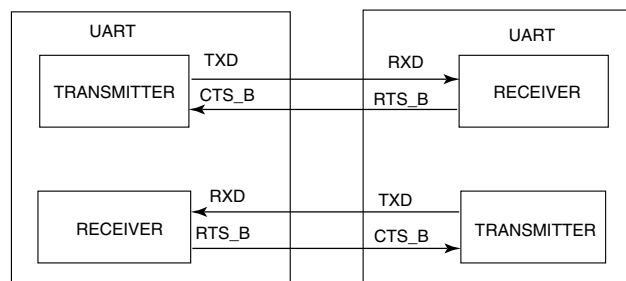 UART UART
TXD RXD
TRANSMITTER CTS_B RTS_B RECEIVER
RXD TXD
RECEIVER RTS_B CTS_B TRANSMITTER